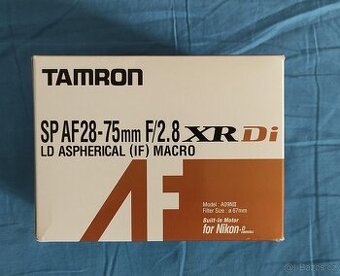 TAMRON
SP AF28-75mm F/2.8 XR Di
LD ASPHERICAL (IF) MACRO
AF
Model : A09NII
Filter Size : ø 67mm
Built-in Motor
for Nikon-D